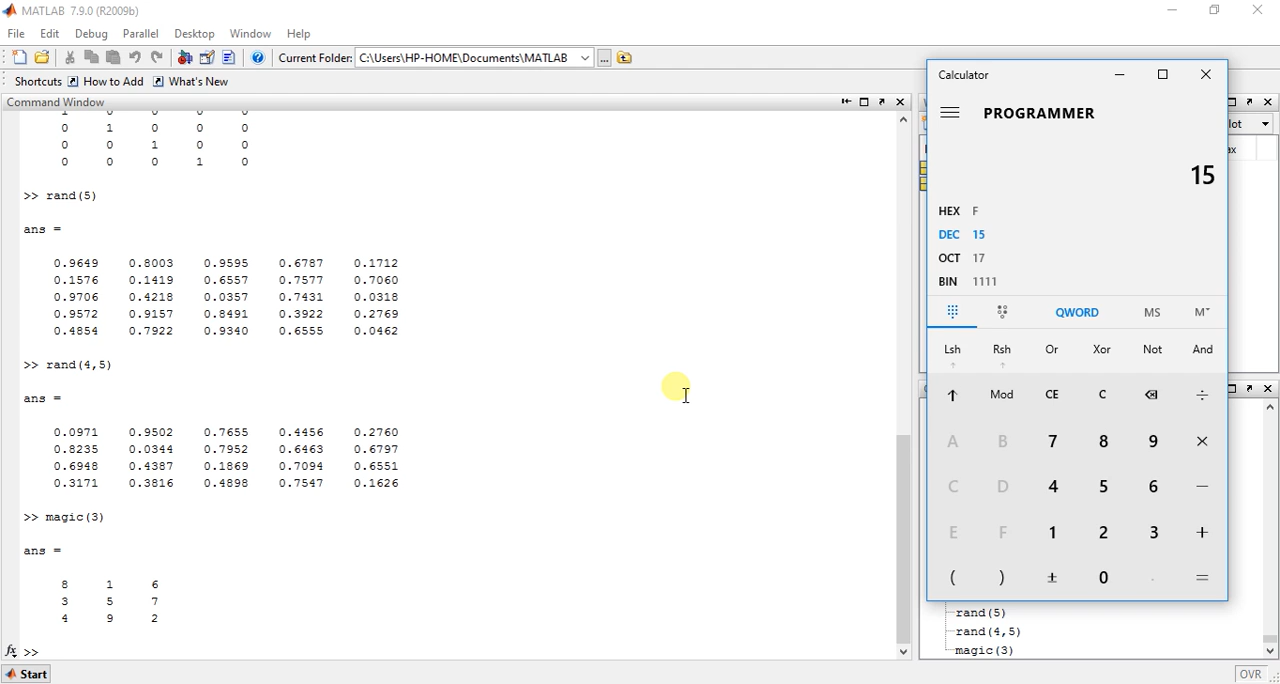 MATLAB 7.9.0 (R2009b)
File Edit Debug Parallel Desktop Window Help
Current Folder: C:\Users\HP-HOME\Documents\MATLAB ...
Shortcuts How to Add What's New
Command Window
0 1 0 0 0
0 0 1 0 0
0 0 0 1 0
>> rand(5)
ans =
0.9649 0.8003 0.9595 0.6787 0.1712
0.1576 0.1419 0.6557 0.7577 0.7060
0.9706 0.4218 0.0357 0.7431 0.0318
0.9572 0.9157 0.8491 0.3922 0.2769
0.4854 0.7922 0.9340 0.6555 0.0462
>> rand(4,5)
ans =
0.0971 0.9502 0.7655 0.4456 0.2760
0.8235 0.0344 0.7952 0.6463 0.6797
0.6948 0.4387 0.1869 0.7094 0.6551
0.3171 0.3816 0.4898 0.7547 0.1626
>> magic(3)
ans =
8 1 6
3 5 7
4 9 2
fx >>
Start
Calculator
PROGRAMMER
15
HEX F
DEC 15
OCT 17
BIN 1111
QWORD MS M
Lsh Rsh Or Xor Not And
↑ Mod CE C ÷
A B 7 8 9 ×
C D 4 5 6 −
E F 1 2 3 +
( ) ± 0 . =
lot
ax
rand(5)
rand(4,5)
magic(3)
OVR